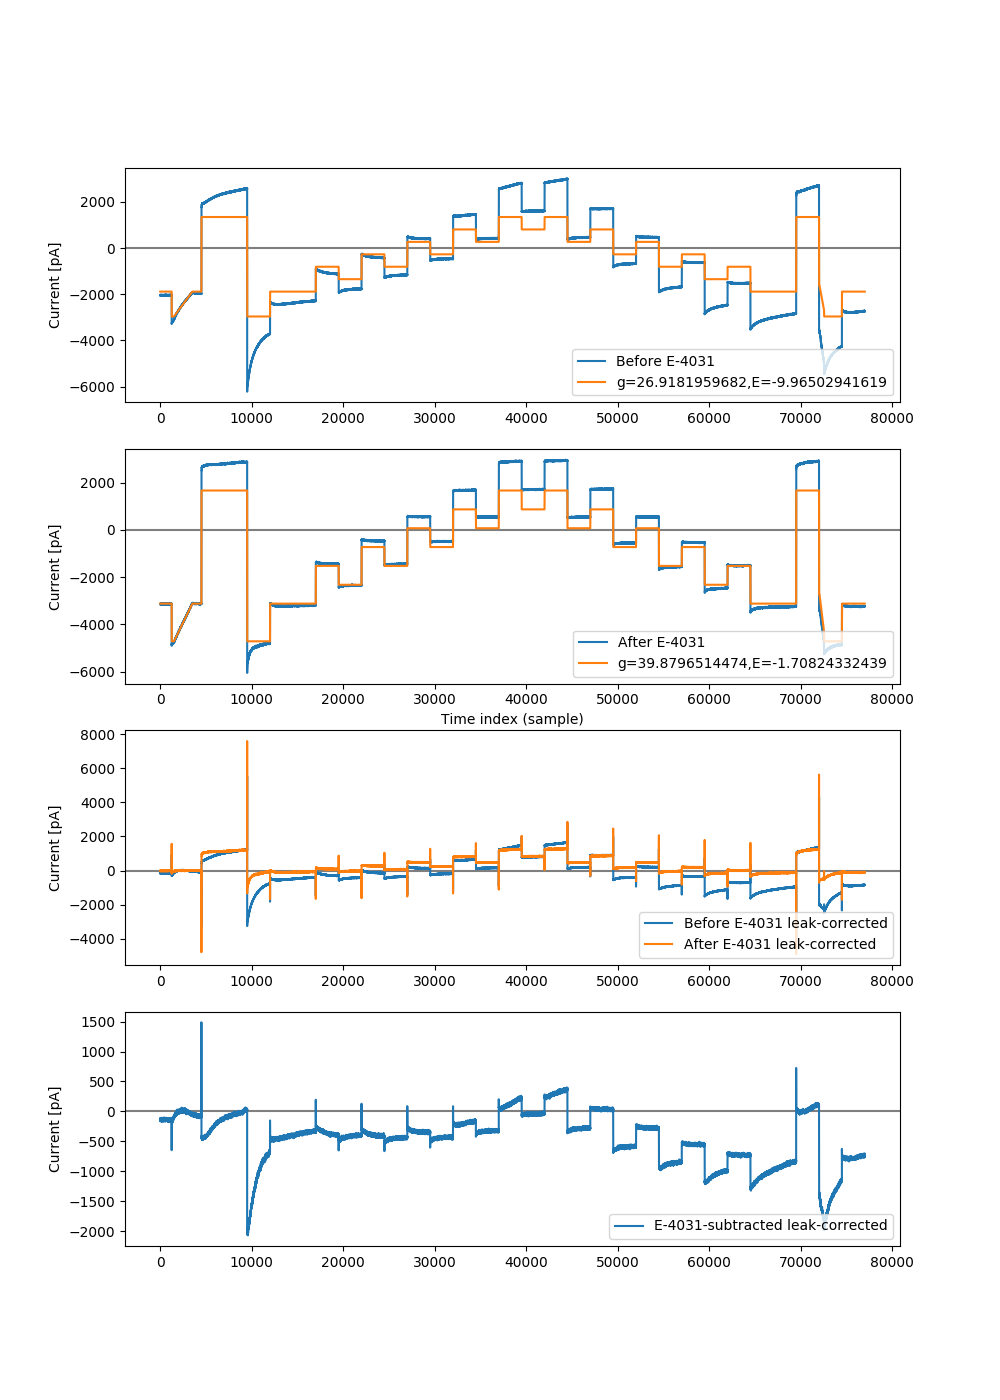 2000
0
−2000
−4000
−6000
Current [pA]
Before E-4031
g=26.9181959682,E=-9.96502941619
0 10000 20000 30000 40000 50000 60000 70000 80000
2000
0
−2000
−4000
−6000
Current [pA]
After E-4031
g=39.8796514474,E=-1.70824332439
0 10000 20000 30000 40000 50000 60000 70000 80000
Time index (sample)
8000
6000
4000
2000
0
−2000
−4000
Current [pA]
Before E-4031 leak-corrected
After E-4031 leak-corrected
0 10000 20000 30000 40000 50000 60000 70000 80000
1500
1000
500
0
−500
−1000
−1500
−2000
Current [pA]
E-4031-subtracted leak-corrected
0 10000 20000 30000 40000 50000 60000 70000 80000